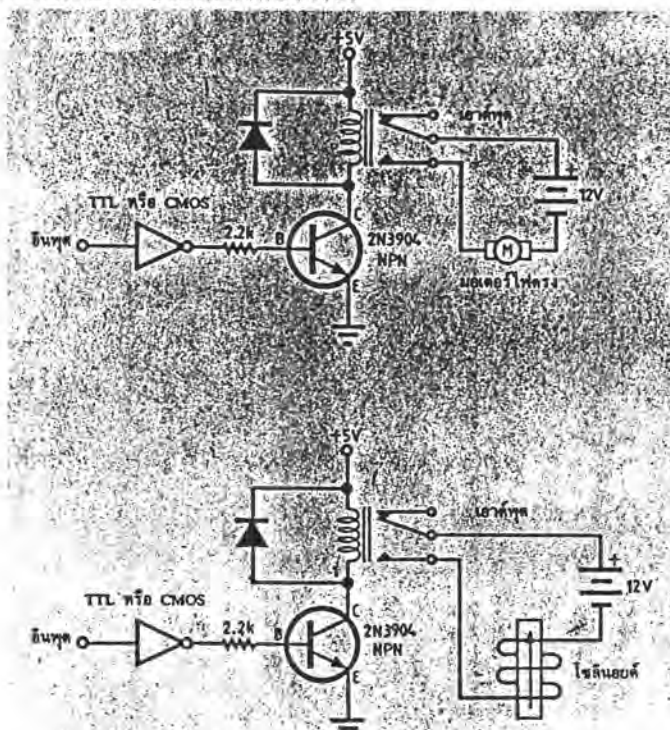 +5V
เอาต์พุต
TTL หรือ CMOS
2.2k
C
12V
+
อินพุต
B
2N3904
NPN
M
E
มอเตอร์ไฟตรง
+5V
เอาต์พุต
+
TTL หรือ CMOS
12V
2.2k
C
อินพุต
B
2N3904
NPN
โซลินอยด์
E